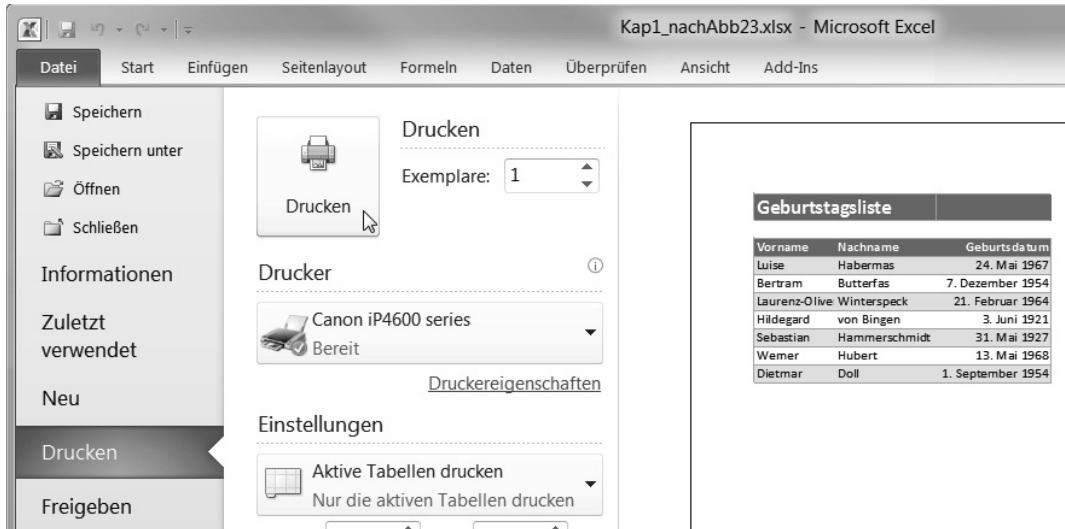 Kap1_nachAbb23.xlsx - Microsoft Excel
Datei Start Einfügen Seitenlayout Formeln Daten Überprüfen Ansicht Add-Ins
Speichern
Speichern unter
Öffnen
Schließen
Informationen
Zuletzt
verwendet
Neu
Drucken
Freigeben
Drucken
Drucken
Exemplare: 1
Drucker
Canon iP4600 series
Bereit
Druckereigenschaften
Einstellungen
Aktive Tabellen drucken
Nur die aktiven Tabellen drucken
Geburtstagsliste
Vorname Nachname Geburtsdatum
Luise Habermas 24. Mai 1967
Bertram Butterfas 7. Dezember 1954
Laurenz-Olive Winterspeck 21. Februar 1964
Hildegard von Bingen 3. Juni 1921
Sebastian Hammerschmidt 31. Mai 1927
Werner Hubert 13. Mai 1968
Dietmar Doll 1. September 1954